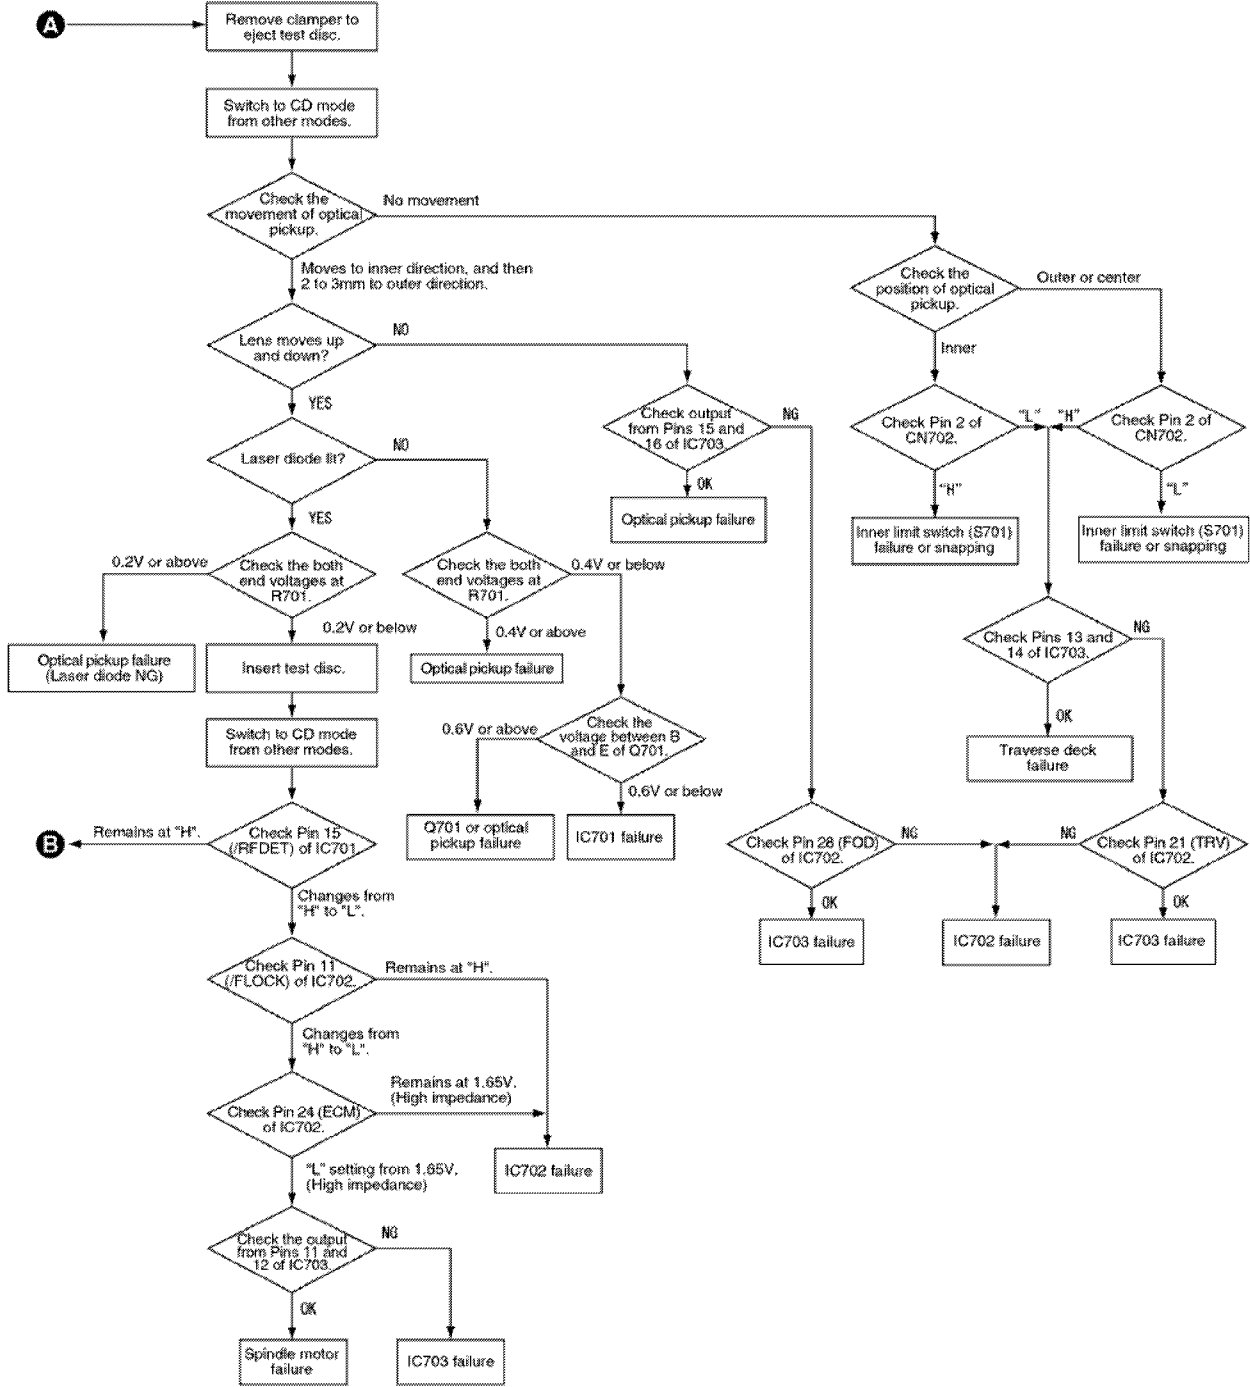 A
Remove clamper to
eject test disc.
Switch to CD mode
from other modes.
Check the
movement of optical
pickup.
No movement
Moves to inner direction, and then
2 to 3mm to outer direction.
Check the
position of optical
pickup.
Outer or center
Inner
Lens moves up
and down?
NO
YES
Check output
from Pins 15 and
16 of IC703.
NG
OK
Optical pickup failure
Check Pin 2 of
CN702.
"L"
"H"
Check Pin 2 of
CN702.
"H"
"L"
Inner limit switch (S701)
failure or snapping
Inner limit switch (S701)
failure or snapping
Laser diode lit?
NO
YES
0.2V or above
Check the both
end voltages at
R701.
0.2V or below
Check the both
end voltages at
R701.
0.4V or below
0.4V or above
Optical pickup failure
(Laser diode NG)
Insert test disc.
Optical pickup failure
Check Pins 13 and
14 of IC703.
NG
OK
Traverse deck
failure
Switch to CD mode
from other modes.
0.6V or above
Check the
voltage between B
and E of Q701.
0.6V or below
Q701 or optical
pickup failure
IC701 failure
B
Remains at "H".
Check Pin 15
(/RFDET) of IC701
Changes from
"H" to "L".
Check Pin 28 (FOD)
of IC702.
NG
OK
NG
Check Pin 21 (TRV)
of IC702.
OK
IC703 failure
IC702 failure
IC703 failure
Check Pin 11
(/FLOCK) of IC702.
Remains at "H".
Changes from
"H" to "L".
Check Pin 24 (ECM)
of IC702.
Remains at 1.65V.
(High impedance)
"L" setting from 1.65V.
(High impedance)
IC702 failure
Check the output
from Pins 11 and
12 of IC703.
NG
OK
Spindle motor
failure
IC703 failure